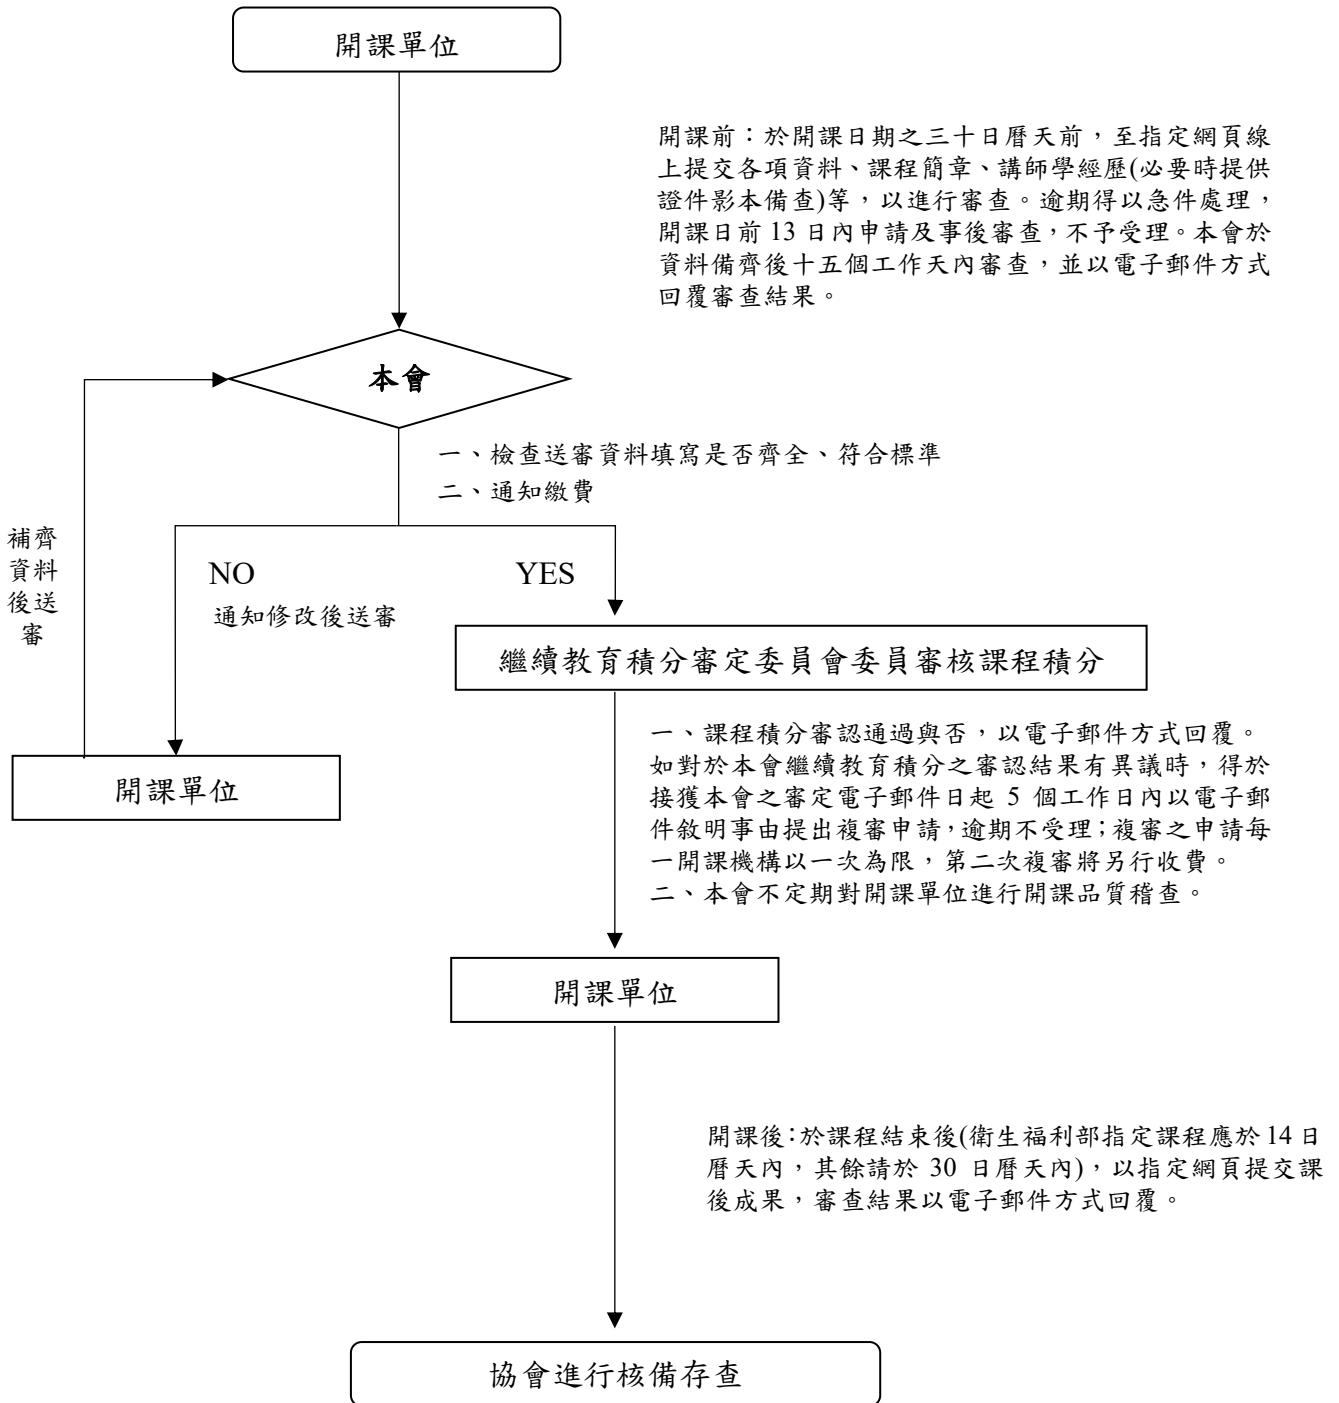 開課單位
開課前：於開課日期之三十日曆天前，至指定網頁線
上提交各項資料、課程簡章、講師學經歷(必要時提供
證件影本備查)等，以進行審查。逾期得以急件處理，
開課日前 13 日內申請及事後審查，不予受理。本會於
資料備齊後十五個工作天內審查，並以電子郵件方式
回覆審查結果。
本會
一、檢查送審資料填寫是否齊全、符合標準
二、通知繳費
補齊
資料
後送
審
NO
YES
通知修改後送審
繼續教育積分審定委員會委員審核課程積分
開課單位
一、課程積分審認通過與否，以電子郵件方式回覆。
如對於本會繼續教育積分之審認結果有異議時，得於
接獲本會之審定電子郵件日起 5 個工作日內以電子郵
件敘明事由提出複審申請，逾期不受理；複審之申請每
一開課機構以一次為限，第二次複審將另行收費。
二、本會不定期對開課單位進行開課品質稽查。
開課單位
開課後：於課程結束後(衛生福利部指定課程應於 14 日
曆天內，其餘請於 30 日曆天內)，以指定網頁提交課
後成果，審查結果以電子郵件方式回覆。
協會進行核備存查